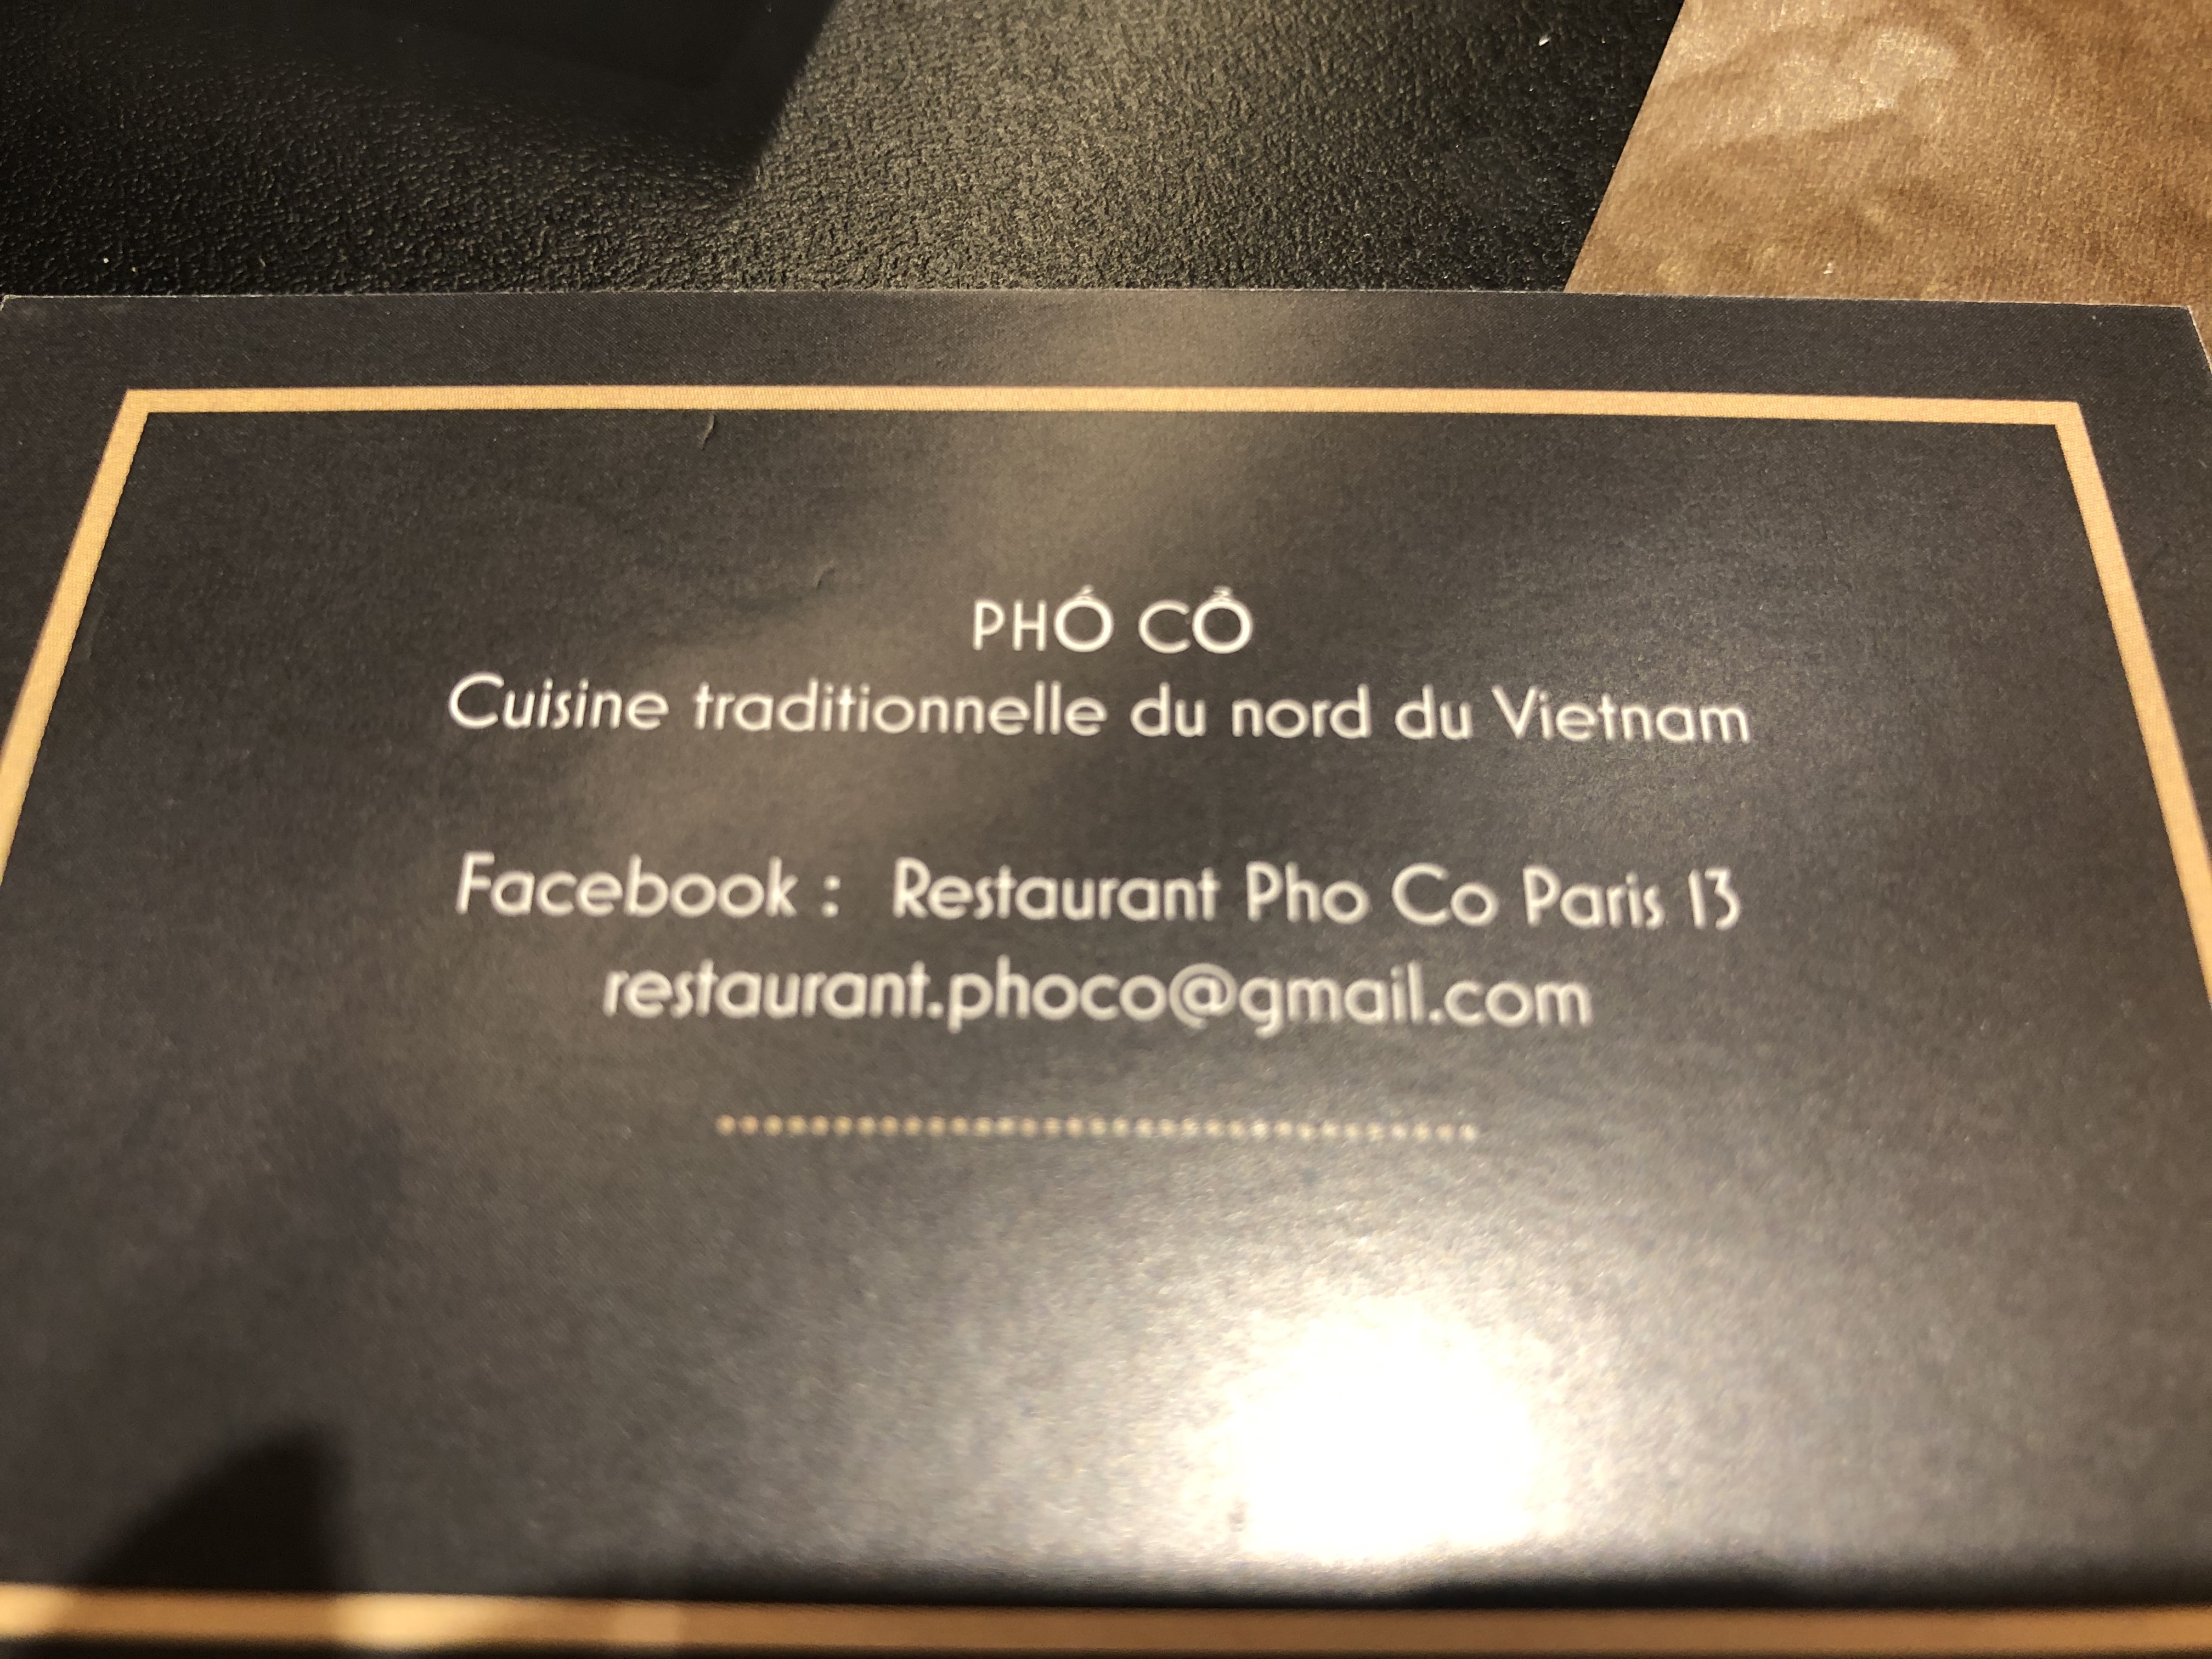 PHỐ CỔ
Cuisine traditionnelle du nord du Vietnam
Facebook : Restaurant Pho Co Paris 13
restaurant.phoco@gmail.com